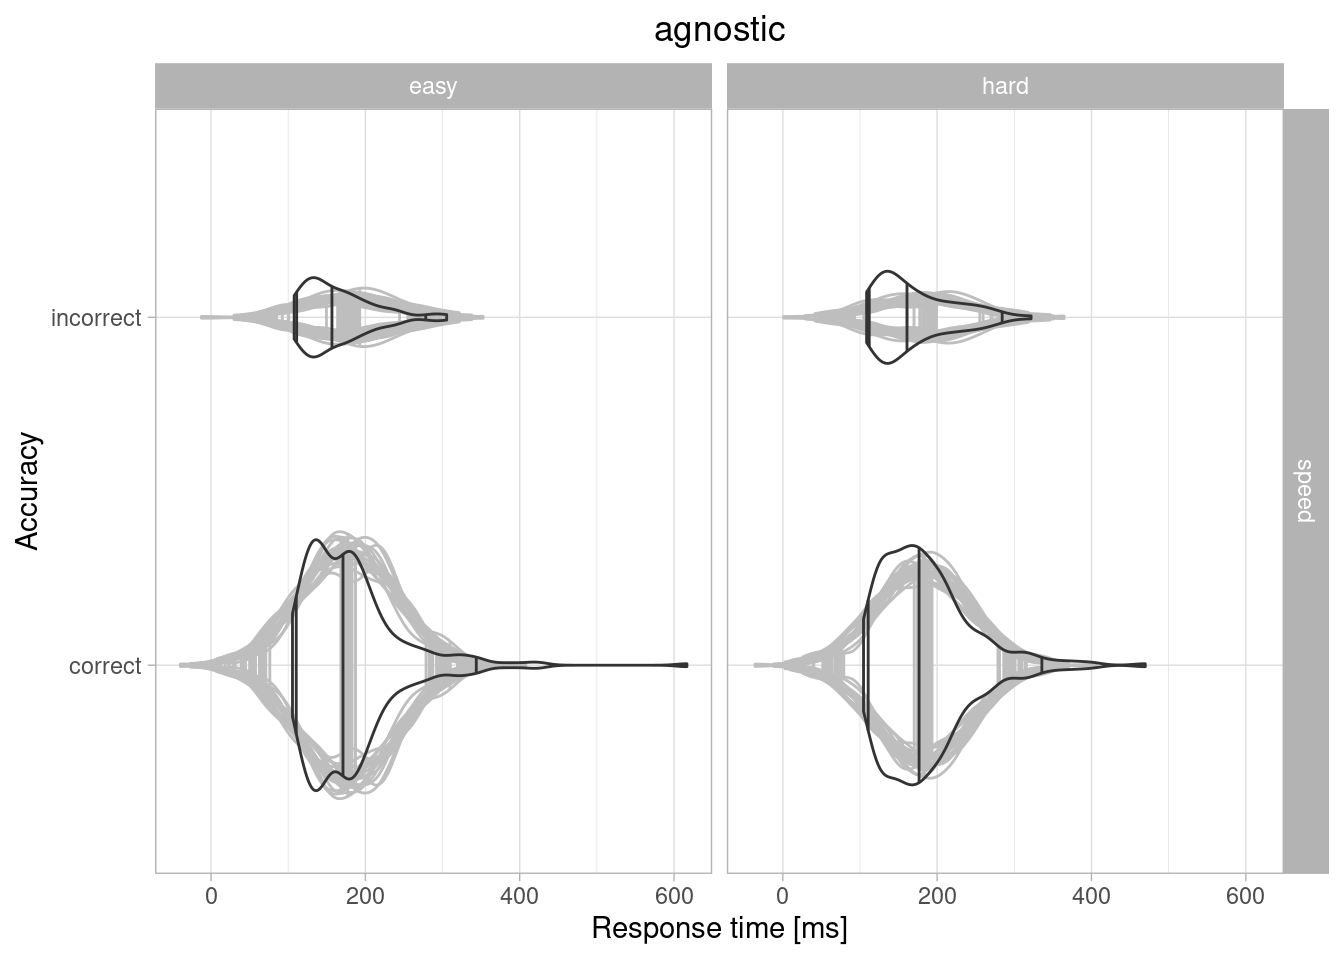 agnostic
easy
hard
speed
Accuracy
incorrect
correct
0 200 400 600
0 200 400 600
Response time [ms]